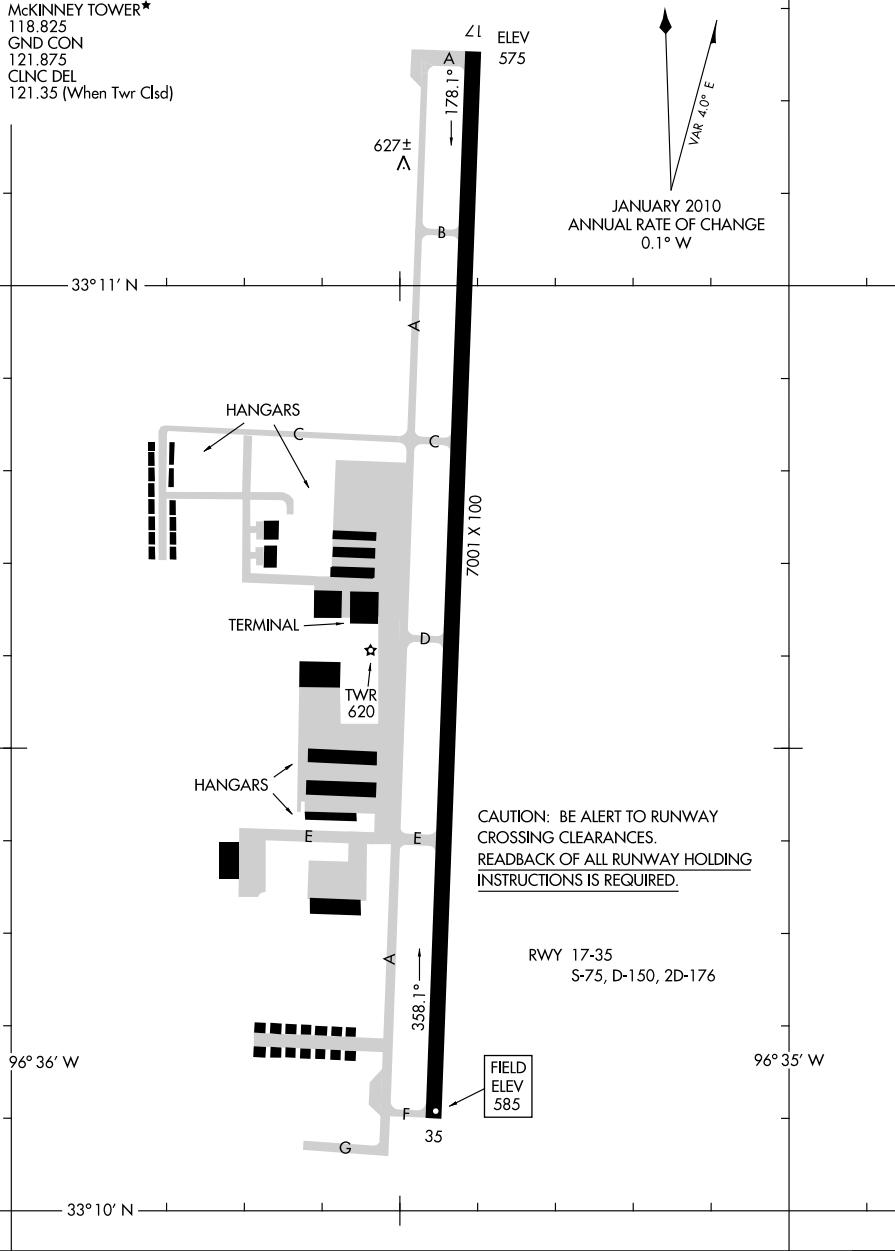 McKINNEY TOWER★
118.825
GND CON
121.875
CLNC DEL
121.35 (When Twr Clsd)
17
ELEV
575
A
178.1°
627±
VAR 4.0° E
JANUARY 2010
ANNUAL RATE OF CHANGE
0.1° W
B
33°11′ N
A
HANGARS
C
C
7001 X 100
TERMINAL
D
TWR
620
HANGARS
E
E
CAUTION: BE ALERT TO RUNWAY
CROSSING CLEARANCES.
READBACK OF ALL RUNWAY HOLDING
INSTRUCTIONS IS REQUIRED.
A
358.1°
RWY 17-35
S-75, D-150, 2D-176
96° 36′ W
96° 35′ W
FIELD
ELEV
585
F
35
G
33°10′ N